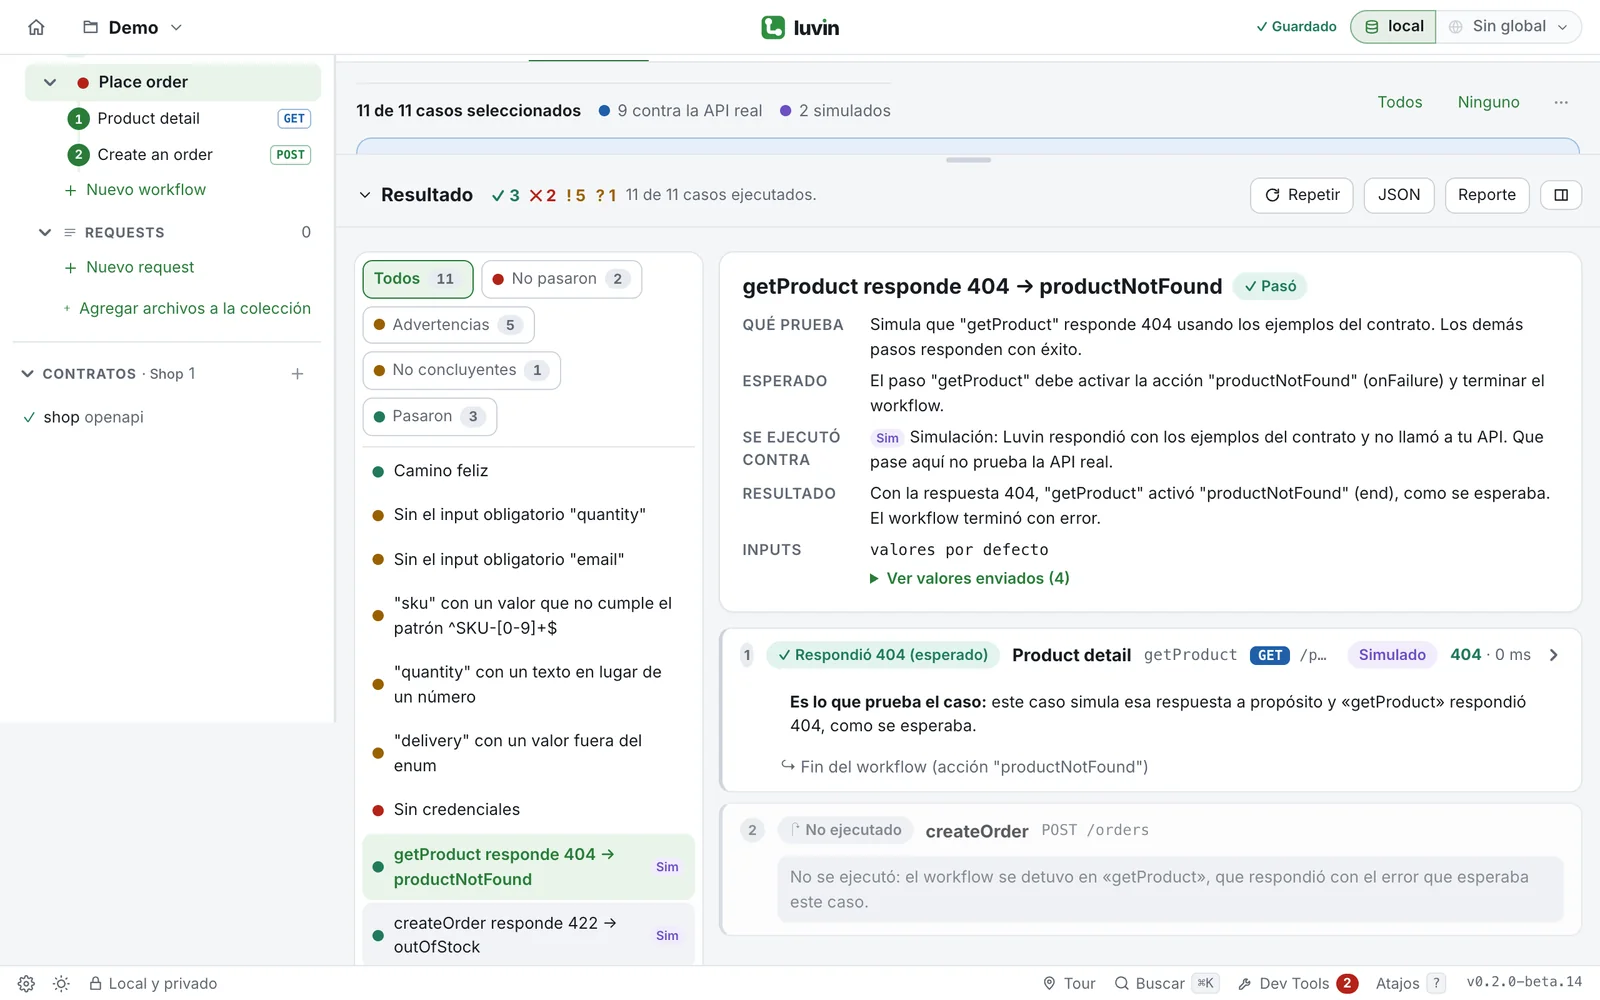 Demo
luvin
Guardado
local
Sin global
Place order
1 Product detail GET
2 Create an order POST
+ Nuevo workflow
REQUESTS 0
+ Nuevo request
+ Agregar archivos a la colección
CONTRATOS · Shop 1 +
shop openapi
11 de 11 casos seleccionados 9 contra la API real 2 simulados
Todos Ninguno ...
Resultado 3 2 ! 5 ? 1 11 de 11 casos ejecutados.
Repetir JSON Reporte
Todos 11 No pasaron 2
Advertencias 5
No concluyentes 1
Pasaron 3
Camino feliz
Sin el input obligatorio "quantity"
Sin el input obligatorio "email"
"sku" con un valor que no cumple el
patrón ^SKU-[0-9]+$
"quantity" con un texto en lugar de
un número
"delivery" con un valor fuera del
enum
Sin credenciales
getProduct responde 404 →
productNotFound Sim
createOrder responde 422 →
outOfStock Sim
getProduct responde 404 → productNotFound Pasó
QUÉ PRUEBA Simula que "getProduct" responde 404 usando los ejemplos del contrato. Los demás
pasos responden con éxito.
ESPERADO El paso "getProduct" debe activar la acción "productNotFound" (onFailure) y terminar el
workflow.
SE EJECUTÓ CONTRA Sim Simulación: Luvin respondió con los ejemplos del contrato y no llamó a tu API. Que
pase aquí no prueba la API real.
RESULTADO Con la respuesta 404, "getProduct" activó "productNotFound" (end), como se esperaba.
El workflow terminó con error.
INPUTS valores por defecto
Ver valores enviados (4)
1 Respondió 404 (esperado) Product detail getProduct GET /p… Simulado 404 · 0 ms
Es lo que prueba el caso: este caso simula esa respuesta a propósito y «getProduct» respondió
404, como se esperaba.
↪ Fin del workflow (acción "productNotFound")
2 No ejecutado createOrder POST /orders
No se ejecutó: el workflow se detuvo en «getProduct», que respondió con el error que esperaba
este caso.
Local y privado
Tour Buscar ⌘K Dev Tools 2 Atajos ? v0.2.0-beta.14